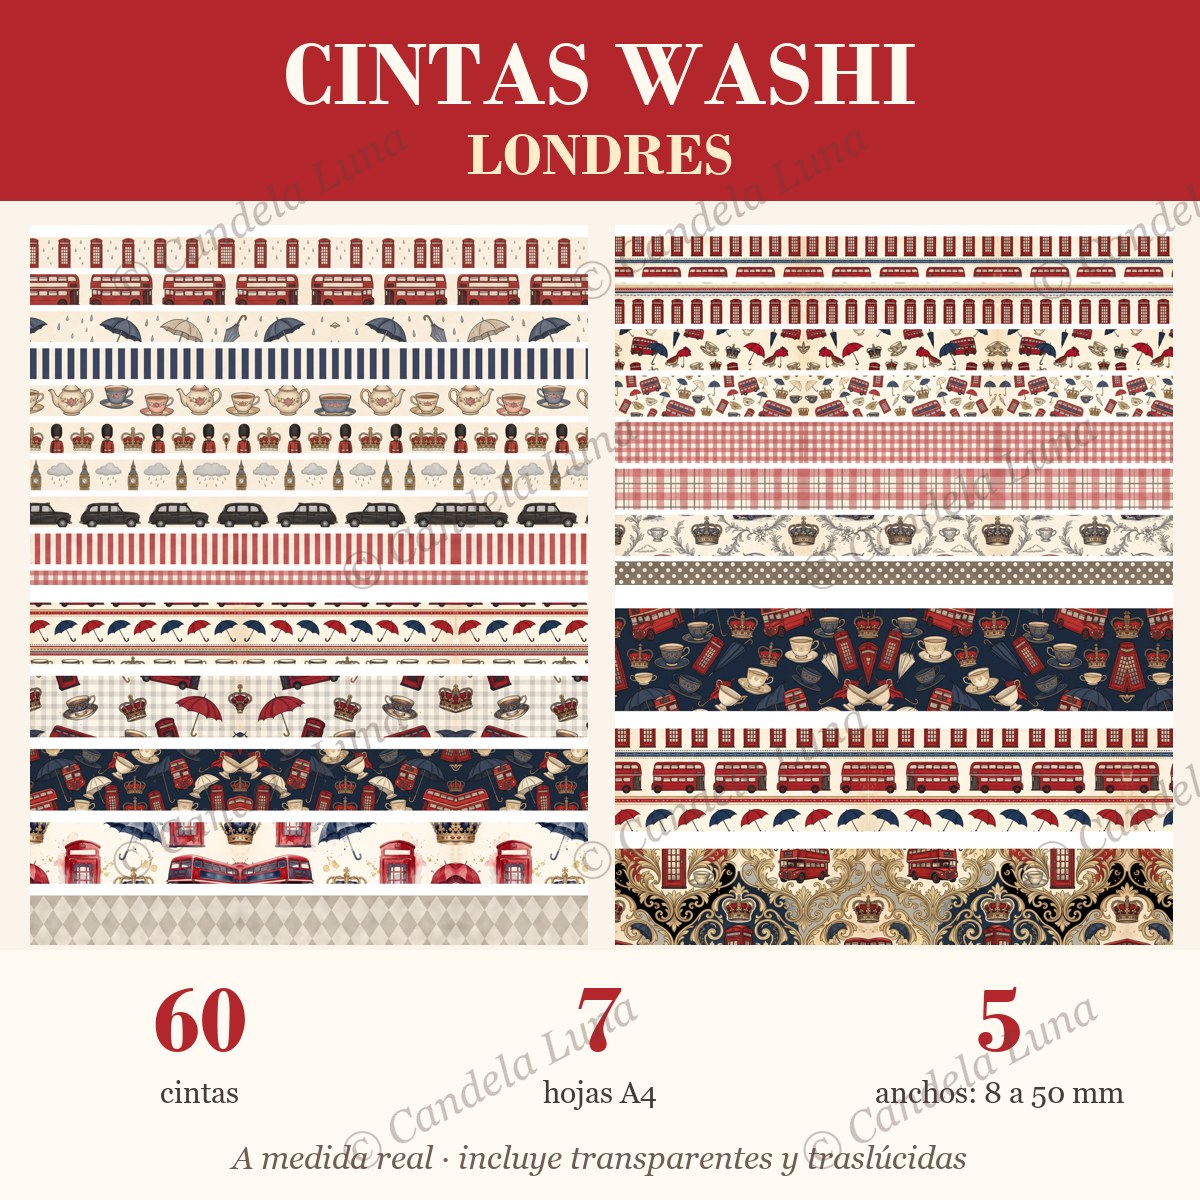 CINTAS WASHI
LONDRES
60
cintas
7
hojas A4
5
anchos: 8 a 50 mm
A medida real · incluye transparentes y traslúcidas
© Candela Luna